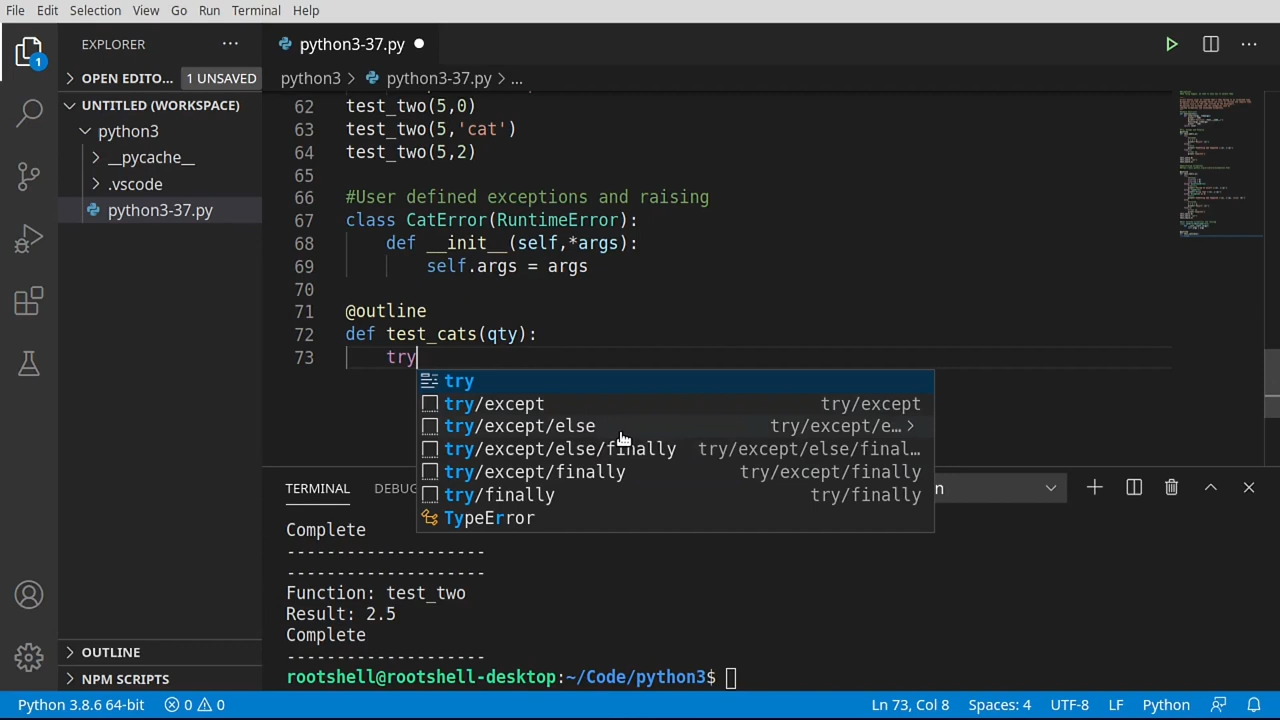 File Edit Selection View Go Run Terminal Help
EXPLORER
python3-37.py
OPEN EDITO... 1 UNSAVED
python3 > python3-37.py > ...
UNTITLED (WORKSPACE)
python3
__pycache__
.vscode
python3-37.py
62 test_two(5,0)
63 test_two(5,'cat')
64 test_two(5,2)
65
66 #User defined exceptions and raising
67 class CatError(RuntimeError):
68 def __init__(self,*args):
69 self.args = args
70
71 @outline
72 def test_cats(qty):
73 try
try
try/except try/except
try/except/else try/except/e...
try/except/else/finally try/except/else/final...
try/except/finally try/except/finally
try/finally try/finally
TypeError
TERMINAL
Complete
--------------------
--------------------
Function: test_two
Result: 2.5
Complete
--------------------
rootshell@rootshell-desktop:~/Code/python3$
OUTLINE
NPM SCRIPTS
1
Python 3.8.6 64-bit 0 0 Ln 73, Col 8 Spaces: 4 UTF-8 LF Python